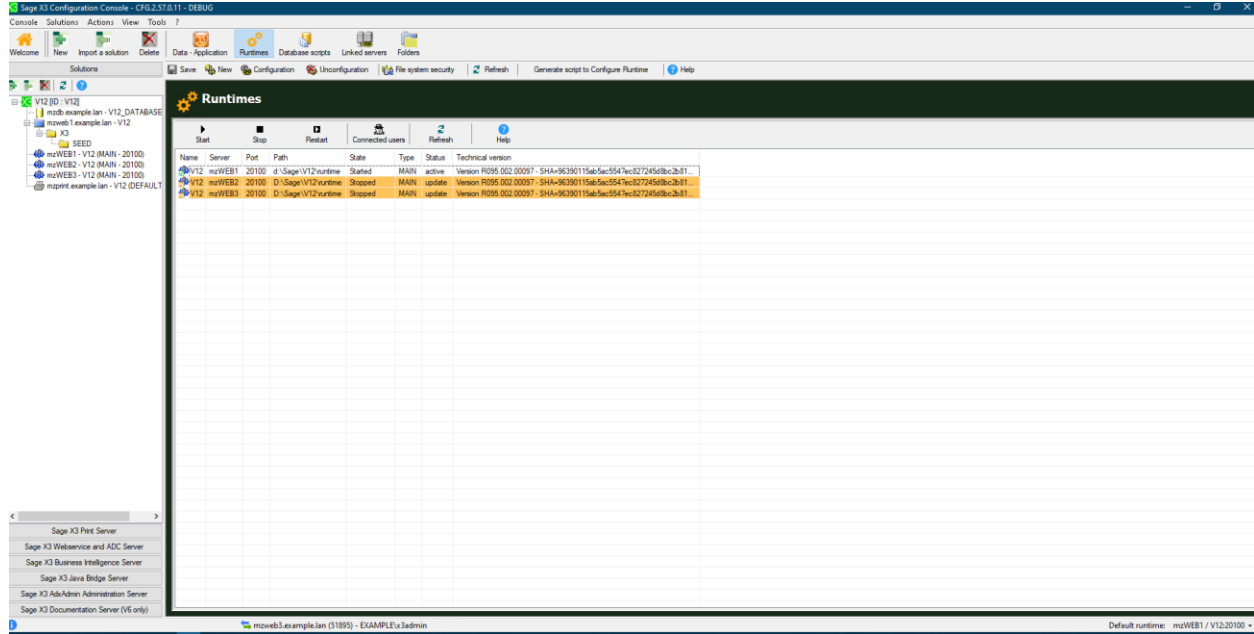 Sage X3 Configuration Console - CFG.2.57.0.11 - DEBUG
Console Solutions Actions View Tools ?
Welcome New Import a solution Delete Data - Application Runtimes Database scripts Linked servers Folders
Solutions Save New Configuration Unconfiguration File system security Refresh Generate script to Configure Runtime Help
V12 [ID : V12]
mzdb.example.lan - V12_DATABASE
mzweb1.example.lan - V12
X3
SEED
mzWEB1 - V12 (MAIN - 20100)
mzWEB2 - V12 (MAIN - 20100)
mzWEB3 - V12 (MAIN - 20100)
mzprint.example.lan - V12 (DEFAULT
Runtimes
Start Stop Restart Connected users Refresh Help
Name Server Port Path State Type Status Technical version
V12 mzWEB1 20100 d:\Sage\V12\runtime Started MAIN active Version R095.002.00097 - SHA=96390115ab5ac5547ec827245d8bc2b81...
V12 mzWEB2 20100 D:\Sage\V12\runtime Stopped MAIN update Version R095.002.00097 - SHA=96390115ab5ac5547ec827245d8bc2b81...
V12 mzWEB3 20100 D:\Sage\V12\runtime Stopped MAIN update Version R095.002.00097 - SHA=96390115ab5ac5547ec827245d8bc2b81...
Sage X3 Print Server
Sage X3 Webservice and ADC Server
Sage X3 Business Intelligence Server
Sage X3 Java Bridge Server
Sage X3 AdxAdmin Administration Server
Sage X3 Documentation Server (V6 only)
mzweb3.example.lan (51895) - EXAMPLE\x3admin Default runtime: mzWEB1 / V12:20100